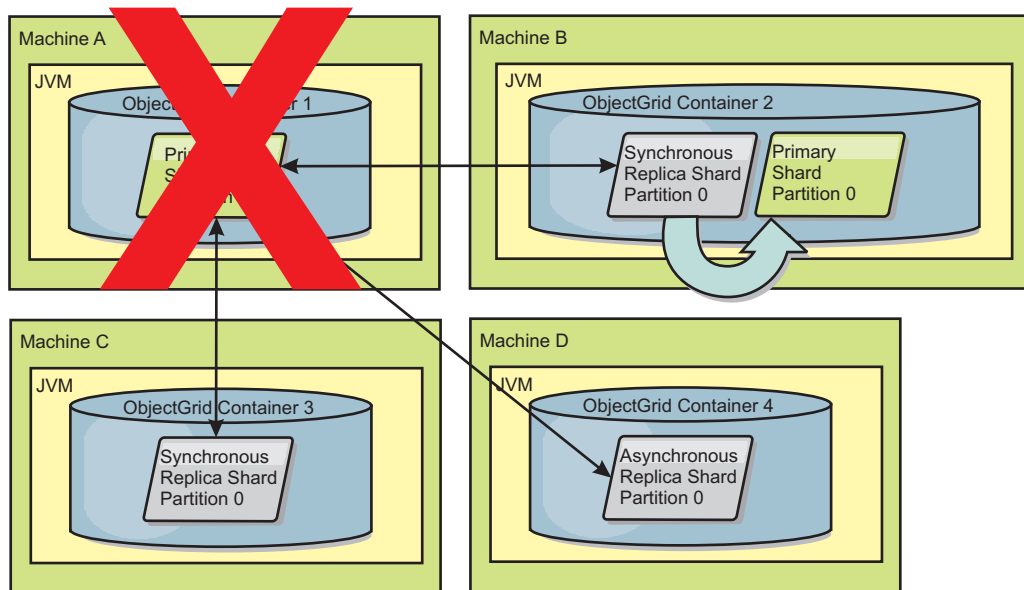 Machine A
JVM
Obje er 1
Pri
S
Machine B
JVM
ObjectGrid Container 2
Synchronous
Replica Shard
Partition 0
Primary
Shard
Partition 0
Machine C
JVM
ObjectGrid Container 3
Synchronous
Replica Shard
Partition 0
Machine D
JVM
ObjectGrid Container 4
Asynchronous
Replica Shard
Partition 0